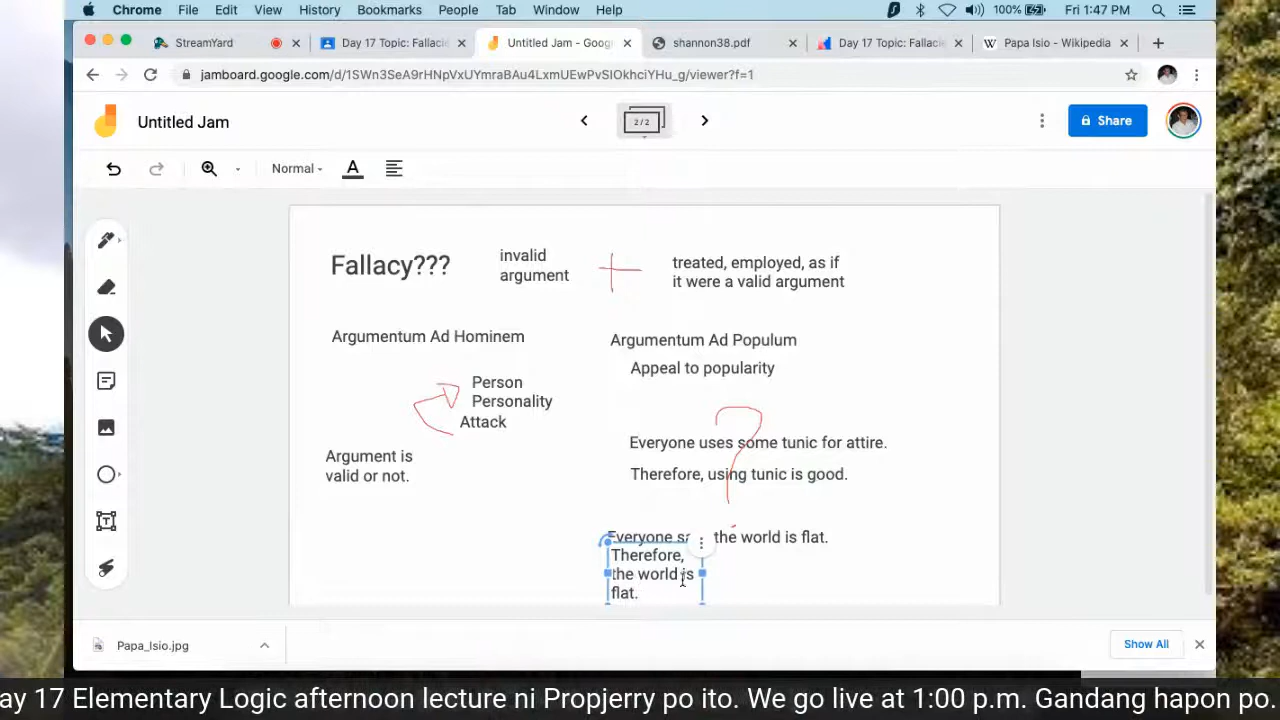 Chrome File Edit View History Bookmarks People Tab Window Help 100% Fri 1:47 PM
StreamYard Day 17 Topic: Fallacie Untitled Jam - Goog shannon38.pdf Day 17 Topic: Fallacie Papa Isio - Wikipedia
jamboard.google.com/d/1SWn3SeA9rHNpVxUYmraBAu4LxmUEwPvSlOkhciYHu_g/viewer?f=1
Untitled Jam
2 / 2
Share
Normal
A
Fallacy???
invalid
argument
treated, employed, as if
it were a valid argument
Argumentum Ad Hominem
Person
Personality
Attack
Argument is
valid or not.
Argumentum Ad Populum
Appeal to popularity
Everyone uses some tunic for attire.
Therefore, using tunic is good.
?
Everyone sa the world is flat.
Therefore,
the world is
flat.
Papa_Isio.jpg
Show All
ay 17 Elementary Logic afternoon lecture ni Propjerry po ito. We go live at 1:00 p.m. Gandang hapon po.